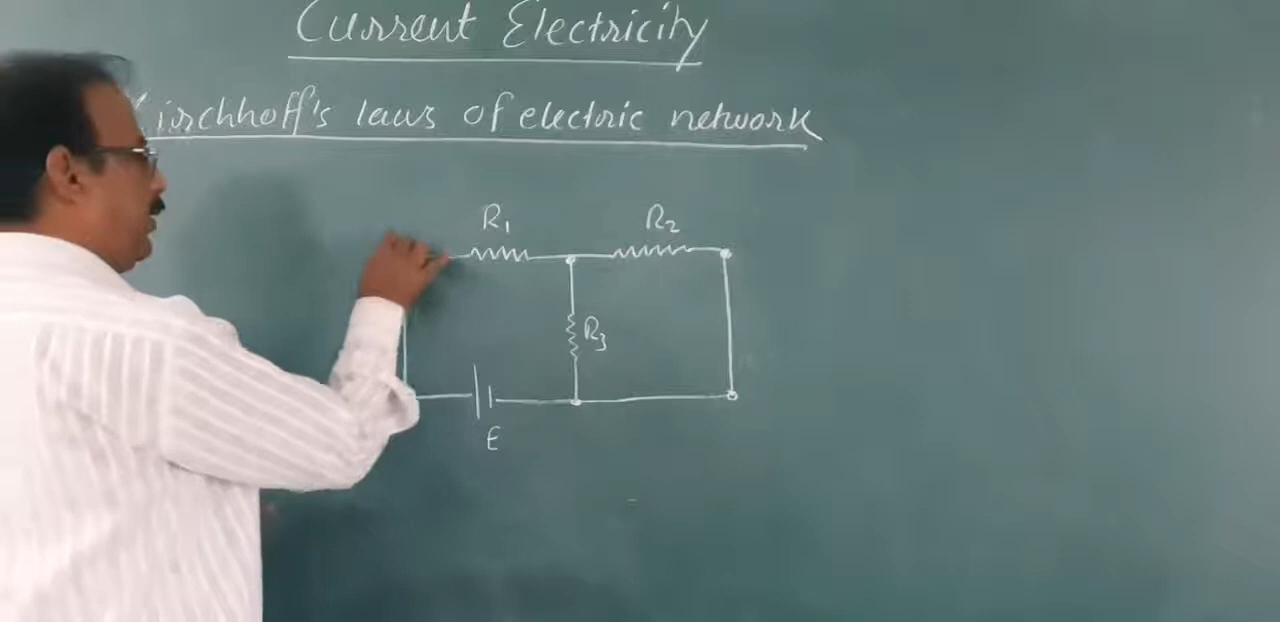 Current Electricity
Kirchhoff's laws of electric network
R1 R2
R3
E